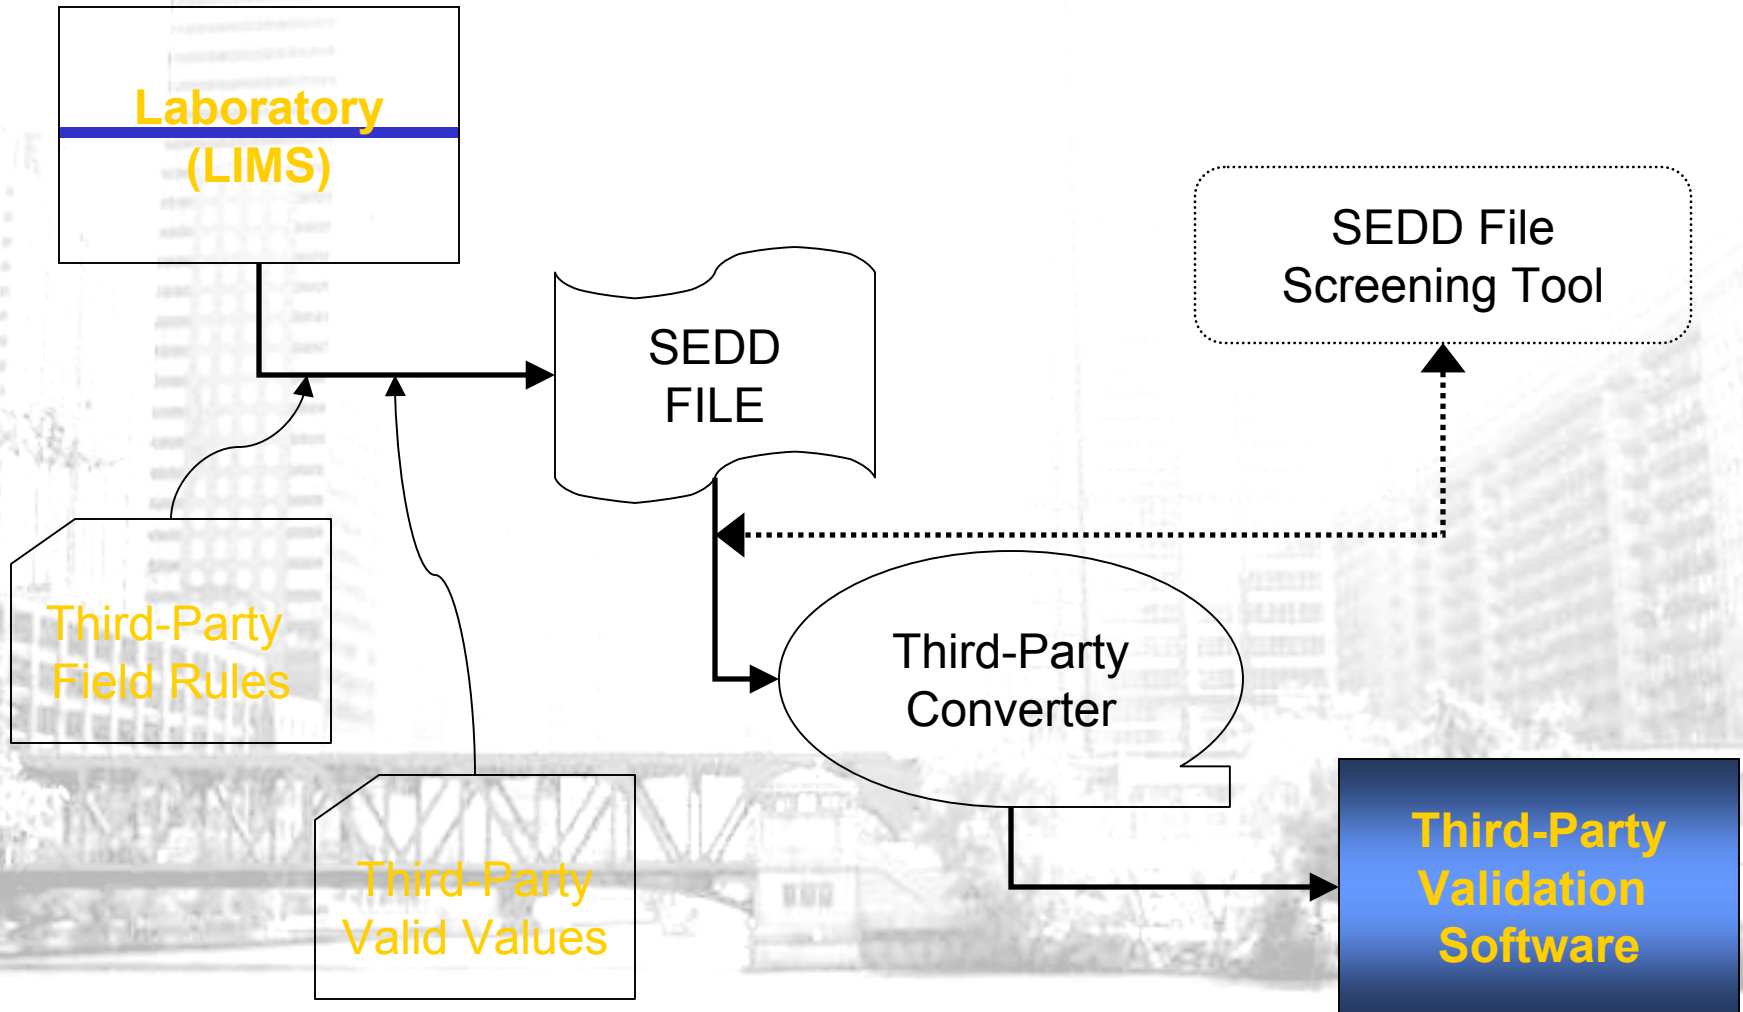 Laboratory
(LIMS)
SEDD File
Screening Tool
SEDD
FILE
Third-Party
Field Rules
Third-Party
Converter
Third-Party
Valid Values
Third-Party
Validation
Software